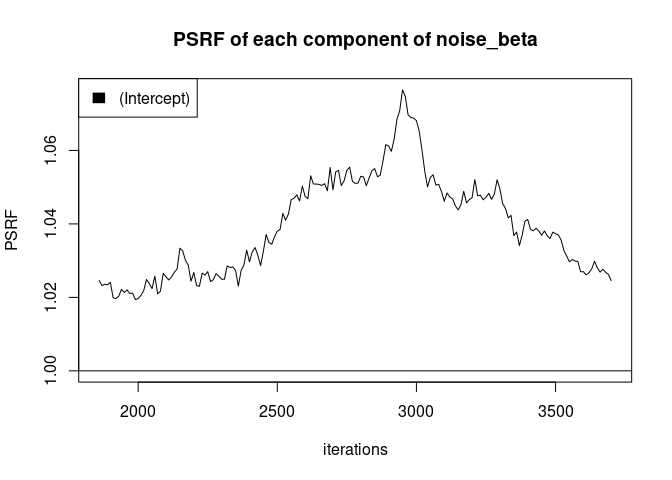 PSRF of each component of noise_beta
(Intercept)
PSRF
1.06
1.04
1.02
1.00
2000 2500 3000 3500
iterations